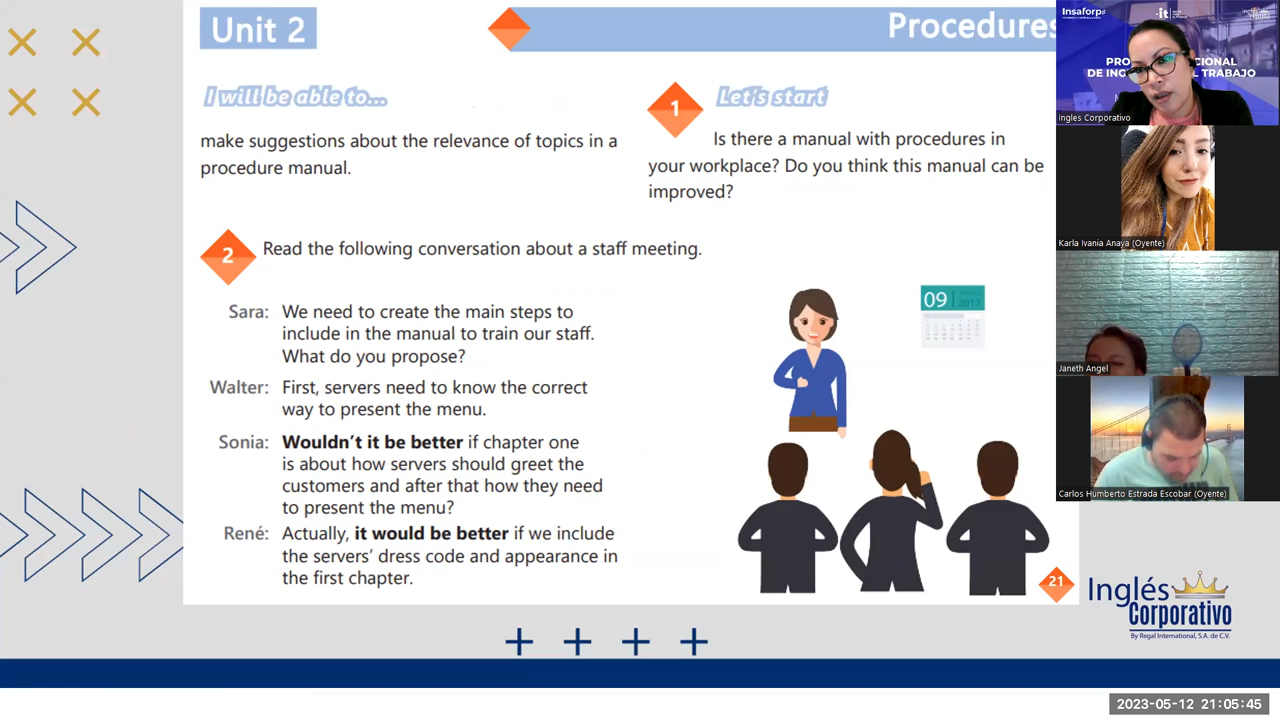 Unit 2
Procedures
I will be able to...
make suggestions about the relevance of topics in a
procedure manual.
1
Let's start
Is there a manual with procedures in
your workplace? Do you think this manual can be
improved?
2
Read the following conversation about a staff meeting.
Sara: We need to create the main steps to
include in the manual to train our staff.
What do you propose?
Walter: First, servers need to know the correct
way to present the menu.
Sonia: Wouldn't it be better if chapter one
is about how servers should greet the
customers and after that how they need
to present the menu?
René: Actually, it would be better if we include
the servers' dress code and appearance in
the first chapter.
09
2017
21
Insaforp
it
Ingles Corporativo
Karla Ivania Anaya (Oyente)
Janeth Angel
Carlos Humberto Estrada Escobar (Oyente)
Inglés
Corporativo
By Regal International, S.A. de C.V.
2023-05-12 21:05:45